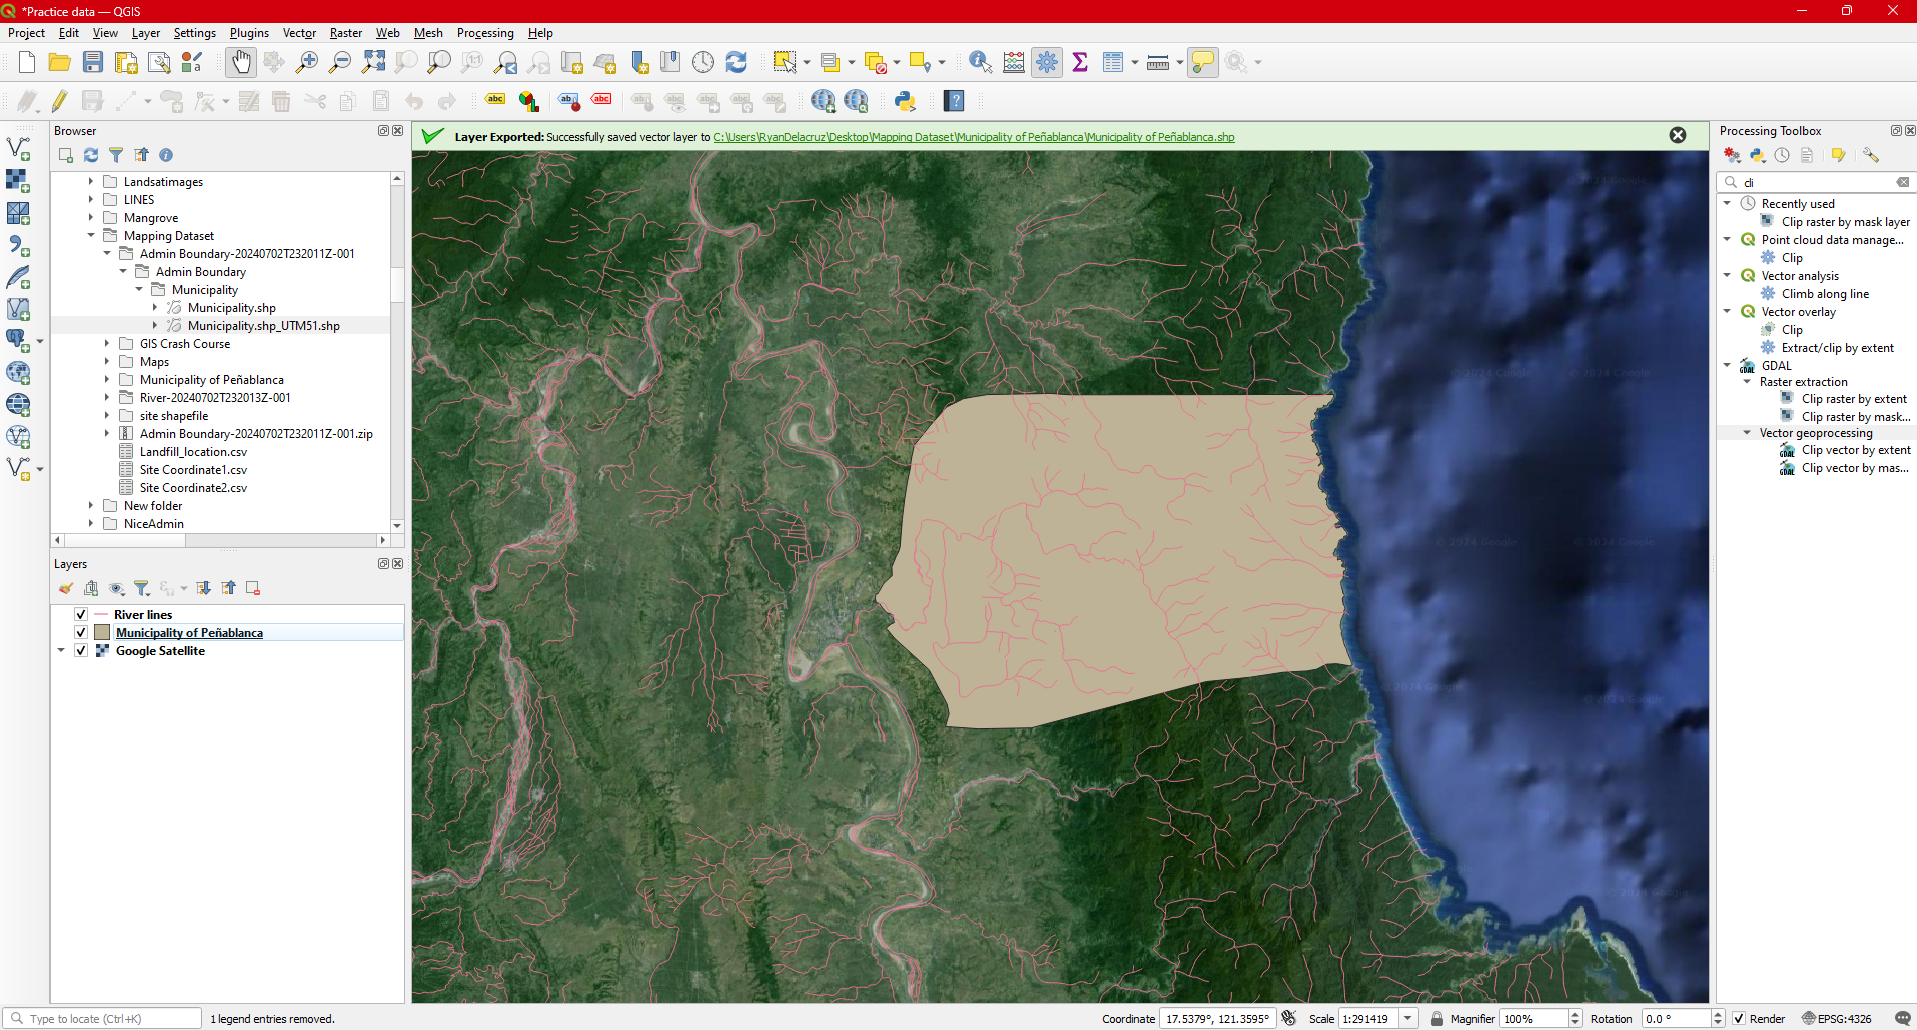 *Practice data — QGIS
Project Edit View Layer Settings Plugins Vector Raster Web Mesh Processing Help
Browser
Landsatimages
LINES
Mangrove
Mapping Dataset
Admin Boundary-20240702T232011Z-001
Admin Boundary
Municipality
Municipality.shp
Municipality.shp_UTM51.shp
GIS Crash Course
Maps
Municipality of Peñablanca
River-20240702T232013Z-001
site shapefile
Admin Boundary-20240702T232011Z-001.zip
Landfill_location.csv
Site Coordinate1.csv
Site Coordinate2.csv
New folder
NiceAdmin
Layers
River lines
Municipality of Peñablanca
Google Satellite
Layer Exported: Successfully saved vector layer to C:\Users\RyanDelacruz\Desktop\Mapping Dataset\Municipality of Peñablanca\Municipality of Peñablanca.shp
Processing Toolbox
cli
Recently used
Clip raster by mask layer
Point cloud data manage...
Clip
Vector analysis
Climb along line
Vector overlay
Clip
Extract/clip by extent
GDAL
Raster extraction
Clip raster by extent
Clip raster by mask...
Vector geoprocessing
Clip vector by extent
Clip vector by mas...
Type to locate (Ctrl+K) 1 legend entries removed. Coordinate 17.5379°, 121.3595° Scale 1:291419 Magnifier 100% Rotation 0.0 ° Render EPSG:4326